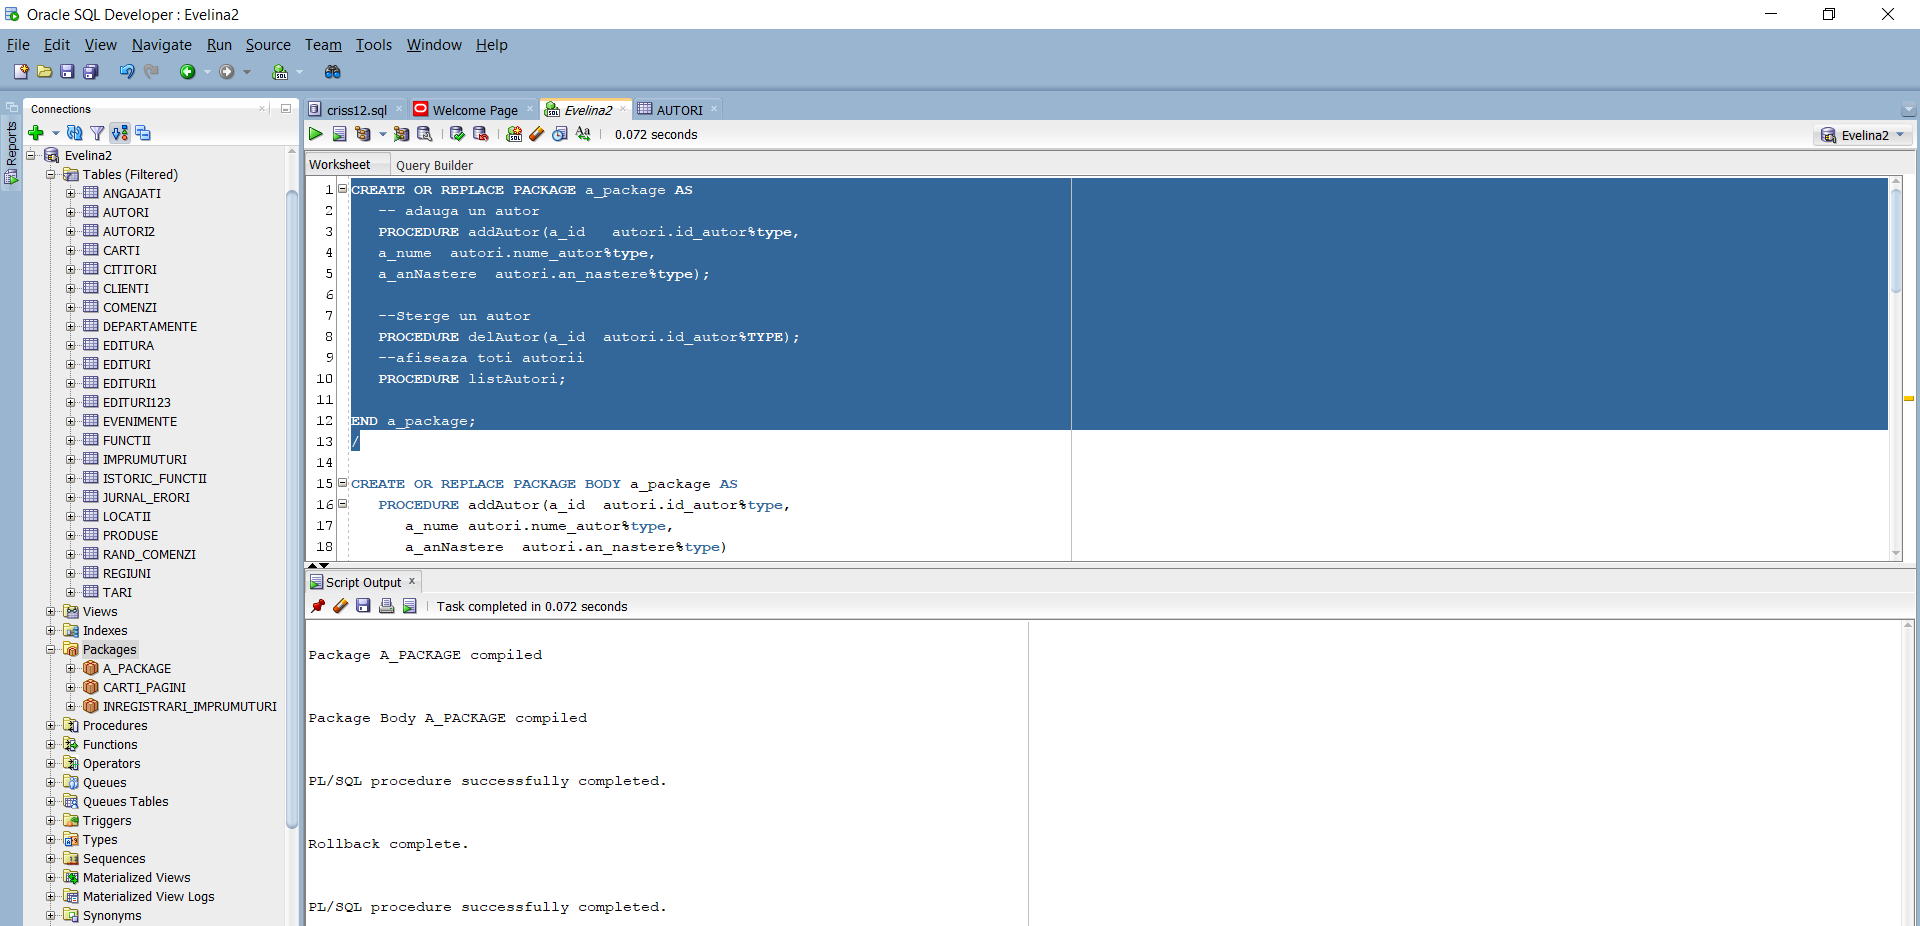 Oracle SQL Developer : Evelina2
File Edit View Navigate Run Source Team Tools Window Help
Reports
Connections
Evelina2
Tables (Filtered)
ANGAJATI
AUTORI
AUTORI2
CARTI
CITITORI
CLIENTI
COMENZI
DEPARTAMENTE
EDITURA
EDITURI
EDITURI1
EDITURI123
EVENIMENTE
FUNCTII
IMPRUMUTURI
ISTORIC_FUNCTII
JURNAL_ERORI
LOCATII
PRODUSE
RAND_COMENZI
REGIUNI
TARI
Views
Indexes
Packages
A_PACKAGE
CARTI_PAGINI
INREGISTRARI_IMPRUMUTURI
Procedures
Functions
Operators
Queues
Queues Tables
Triggers
Types
Sequences
Materialized Views
Materialized View Logs
Synonyms
criss12.sql Welcome Page Evelina2 AUTORI
0.072 seconds
Evelina2
Worksheet Query Builder
1 CREATE OR REPLACE PACKAGE a_package AS
2 -- adauga un autor
3 PROCEDURE addAutor(a_id   autori.id_autor%type,
4 a_nume  autori.nume_autor%type,
5 a_anNastere  autori.an_nastere%type);
6
7 --Sterge un autor
8 PROCEDURE delAutor(a_id  autori.id_autor%TYPE);
9 --afiseaza toti autorii
10 PROCEDURE listAutori;
11
12 END a_package;
13 /
14
15 CREATE OR REPLACE PACKAGE BODY a_package AS
16 PROCEDURE addAutor(a_id  autori.id_autor%type,
17 a_nume autori.nume_autor%type,
18 a_anNastere  autori.an_nastere%type)
Script Output
Task completed in 0.072 seconds
Package A_PACKAGE compiled
Package Body A_PACKAGE compiled
PL/SQL procedure successfully completed.
Rollback complete.
PL/SQL procedure successfully completed.